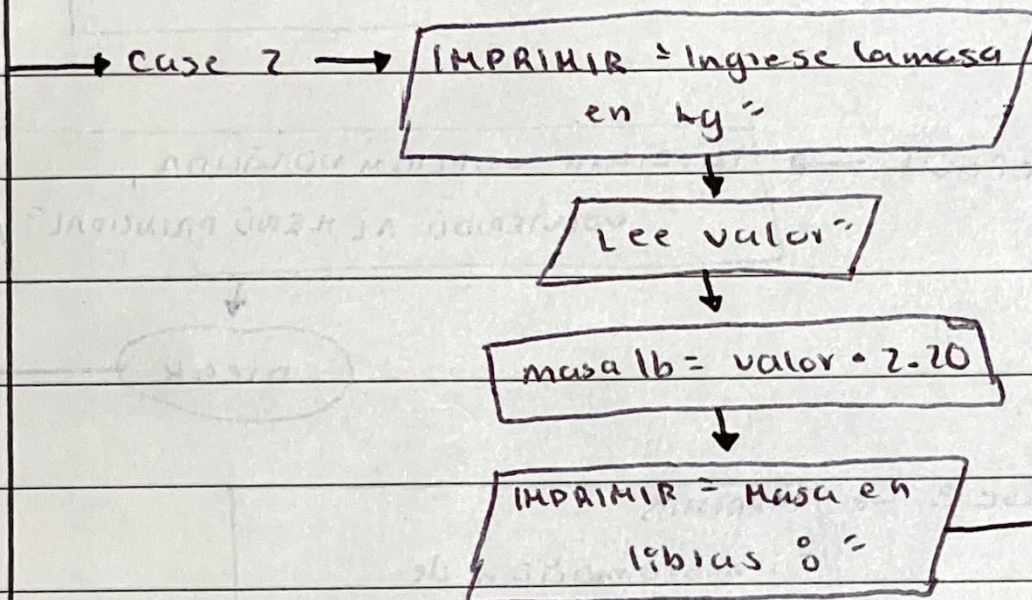 case 2
IMPRIMIR "Ingrese la masa
en kg"
Lee valor"
masa lb = valor * 2.20
IMPRIMIR " Masa en
libras : "